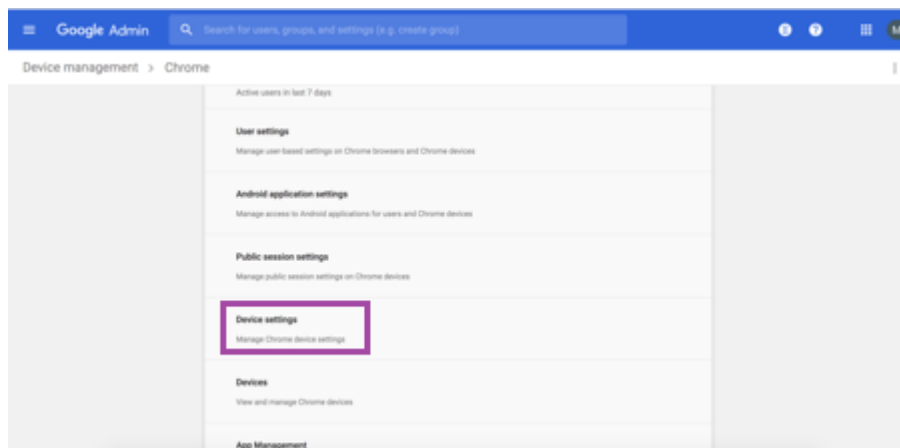 Google Admin
Search for users, groups, and settings (e.g. create group)
Device management > Chrome
Active users in last 7 days
User settings
Manage user-based settings on Chrome browsers and Chrome devices
Android application settings
Manage access to Android applications for users and Chrome devices
Public session settings
Manage public session settings on Chrome devices
Device settings
Manage Chrome device settings
Devices
View and manage Chrome devices
App Management